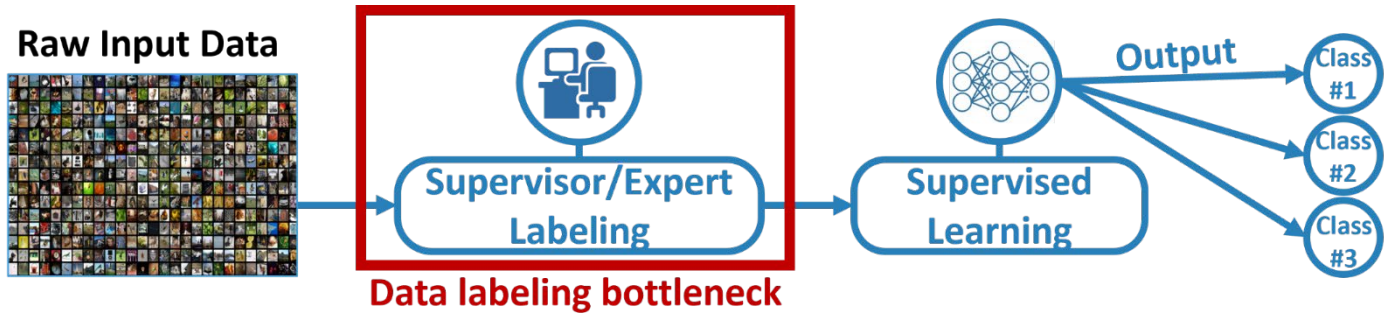 Raw Input Data
Supervisor/Expert
Labeling
Data labeling bottleneck
Supervised
Learning
Output
Class
#1
Class
#2
Class
#3